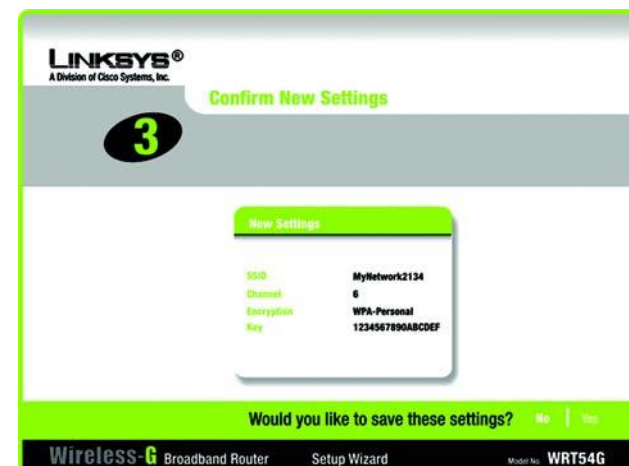 LINKSYS®
A Division of Cisco Systems, Inc.
Confirm New Settings
3
New Settings
SSID MyNetwork2134
Channel 6
Encryption WPA-Personal
Key 1234567890ABCDEF
Would you like to save these settings? No | Yes
Wireless-G Broadband Router Setup Wizard Model No. WRT54G